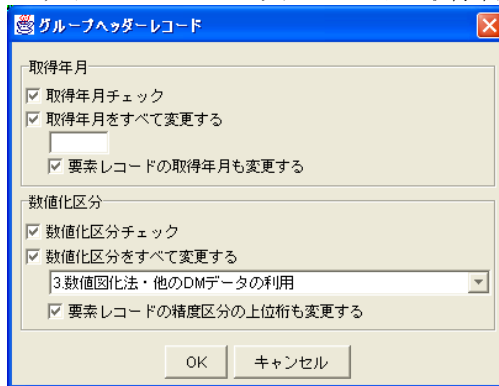 グループヘッダーレコード
取得年月
取得年月チェック
取得年月をすべて変更する
要素レコードの取得年月も変更する
数値化区分
数値化区分チェック
数値化区分をすべて変更する
3.数値図化法・他のDMデータの利用
要素レコードの精度区分の上位桁も変更する
OK キャンセル